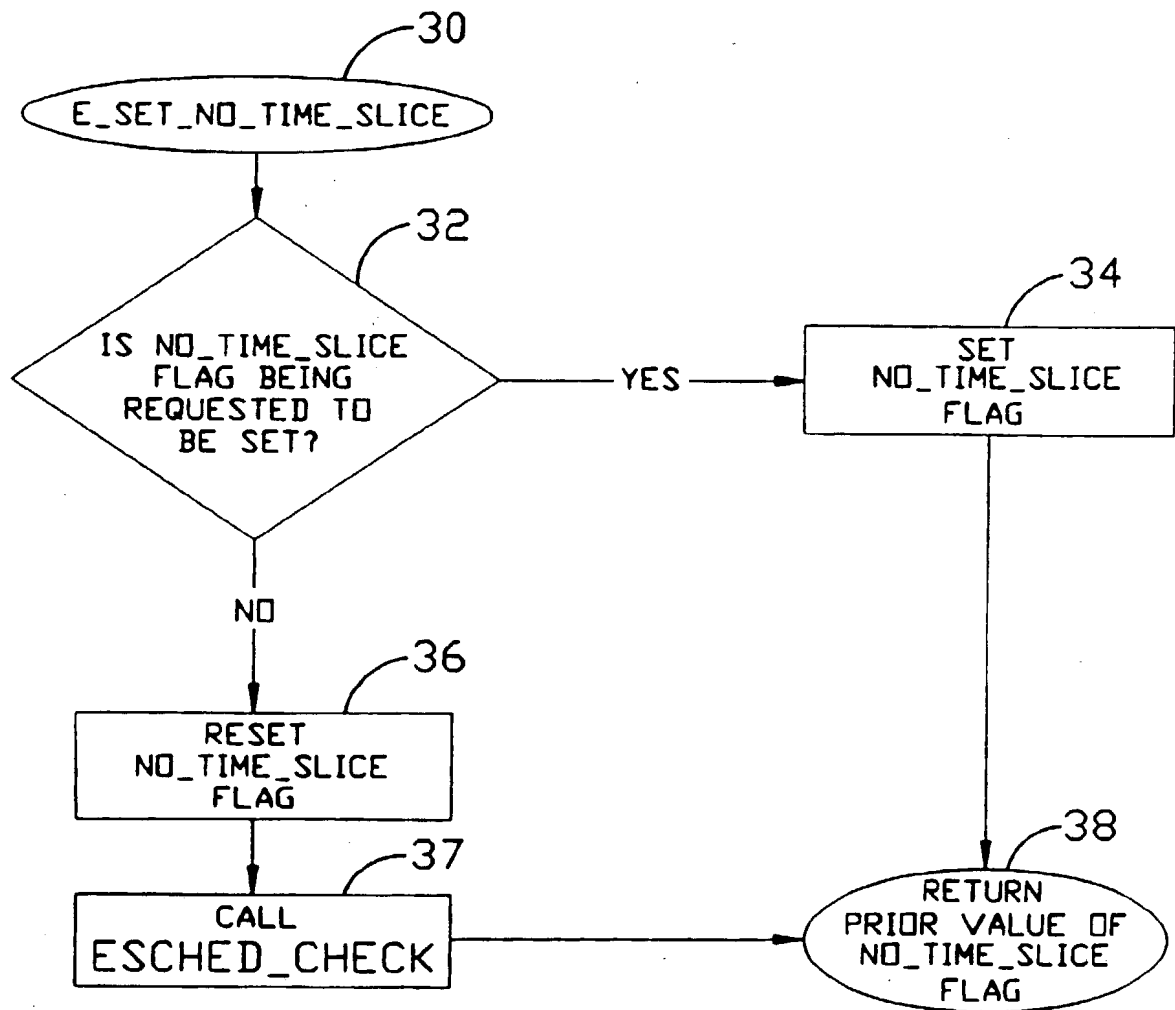 30
E_SET_NO_TIME_SLICE
32
IS NO_TIME_SLICE
FLAG BEING
REQUESTED TO
BE SET?
YES
34
SET
NO_TIME_SLICE
FLAG
NO
36
RESET
NO_TIME_SLICE
FLAG
37
CALL
ESCHED_CHECK
38
RETURN
PRIOR VALUE OF
NO_TIME_SLICE
FLAG